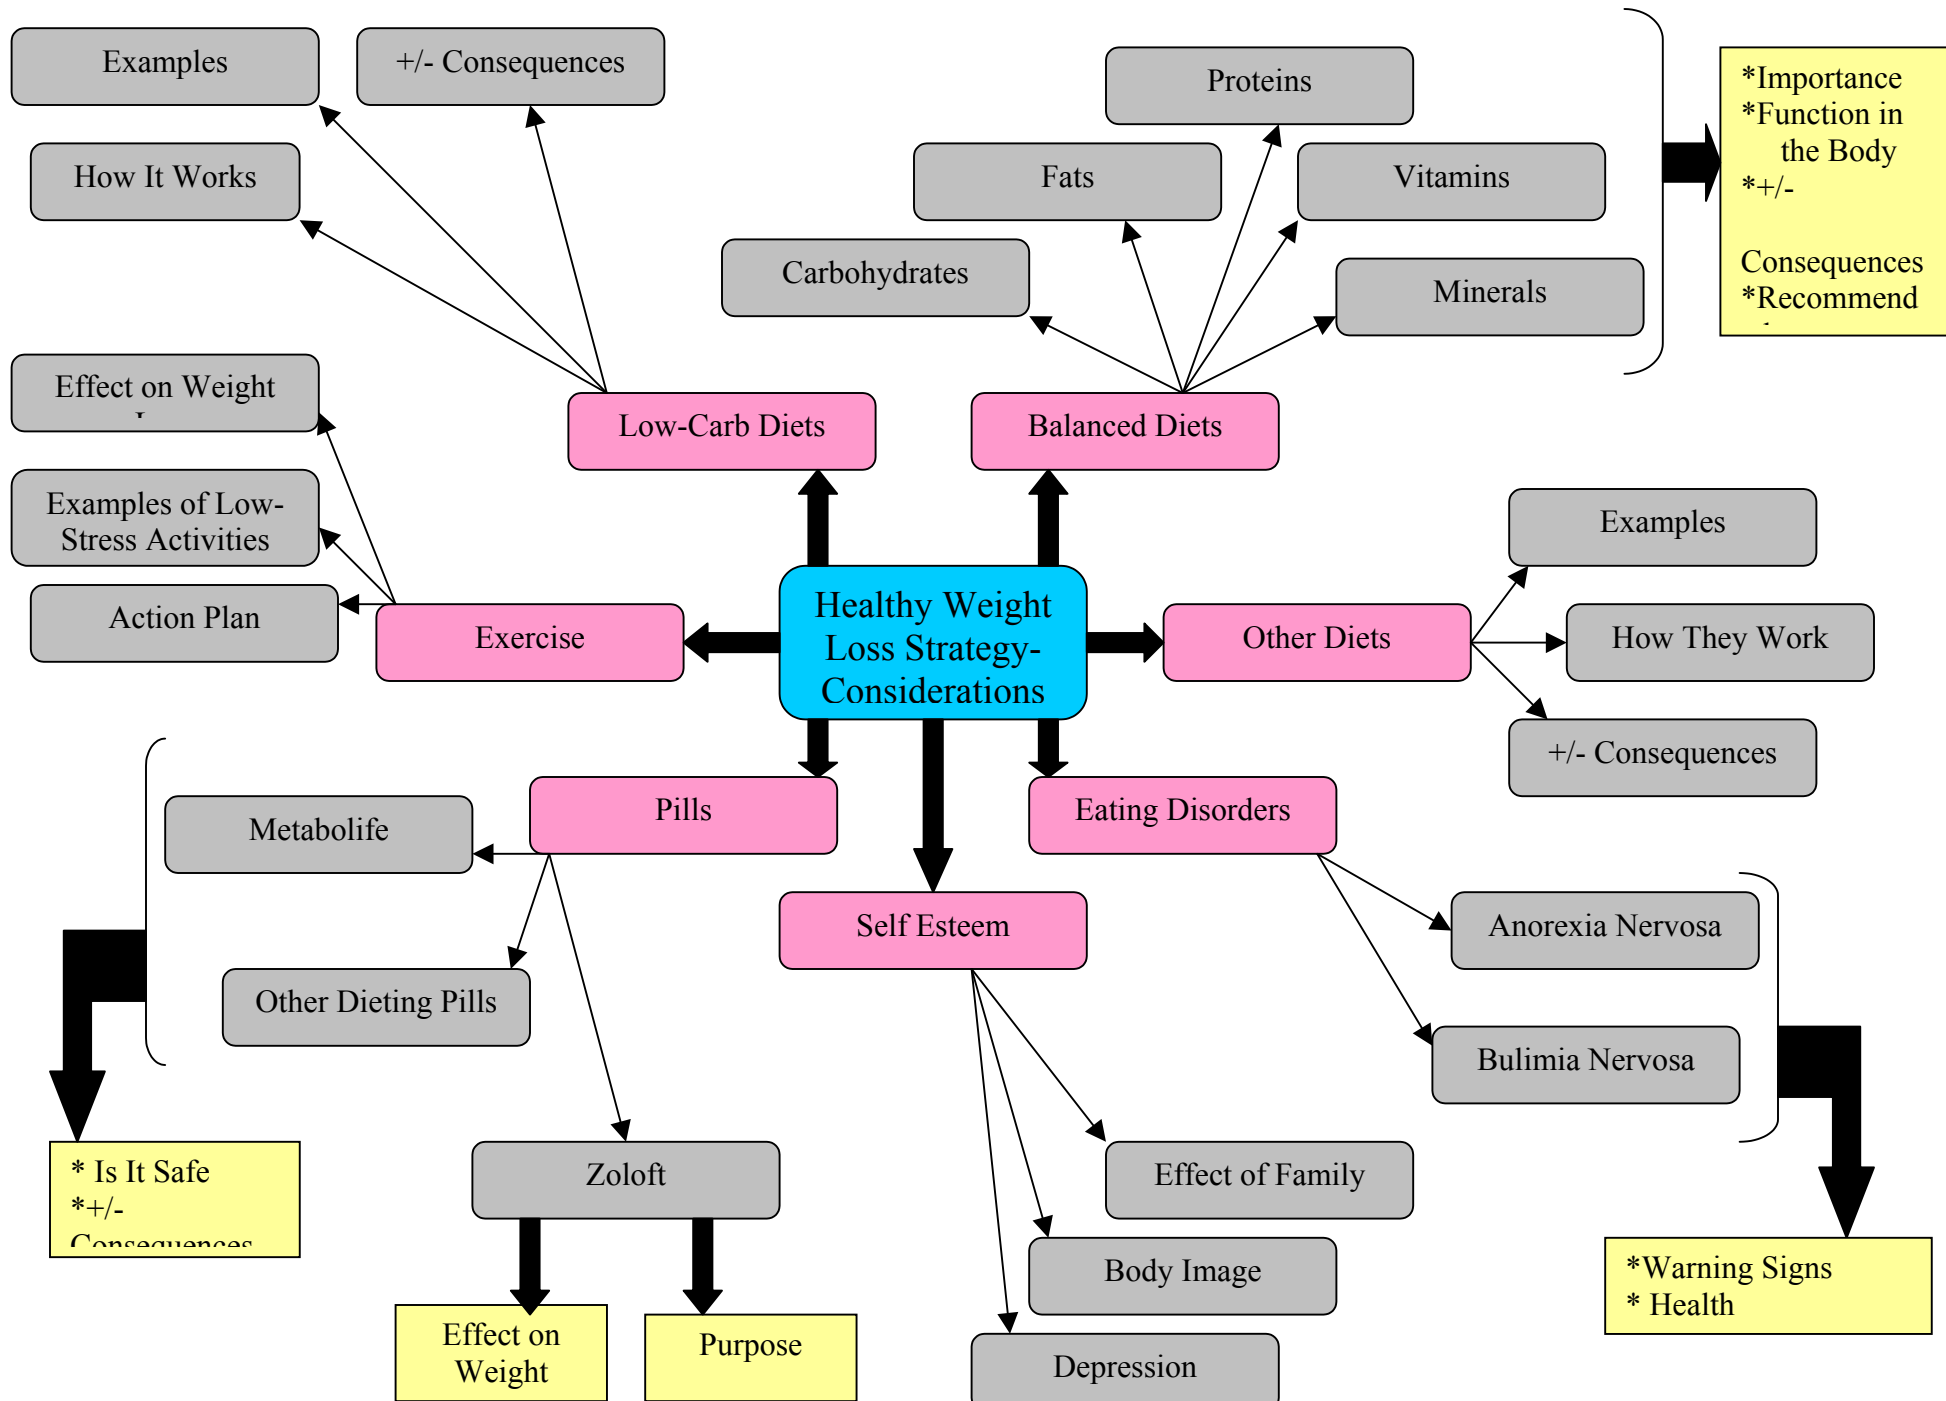 Examples
+/- Consequences
How It Works
Proteins
Fats
Vitamins
Carbohydrates
Minerals
*Importance
*Function in
the Body
*+/-
Consequences
*Recommend
Effect on Weight
Low-Carb Diets
Balanced Diets
Examples of Low-
Stress Activities
Action Plan
Exercise
Healthy Weight
Loss Strategy-
Considerations
Other Diets
Examples
How They Work
+/- Consequences
Pills
Metabolife
Other Dieting Pills
Zoloft
* Is It Safe
*+/-
Consequences
Effect on
Weight
Purpose
Self Esteem
Effect of Family
Body Image
Depression
Eating Disorders
Anorexia Nervosa
Bulimia Nervosa
*Warning Signs
* Health